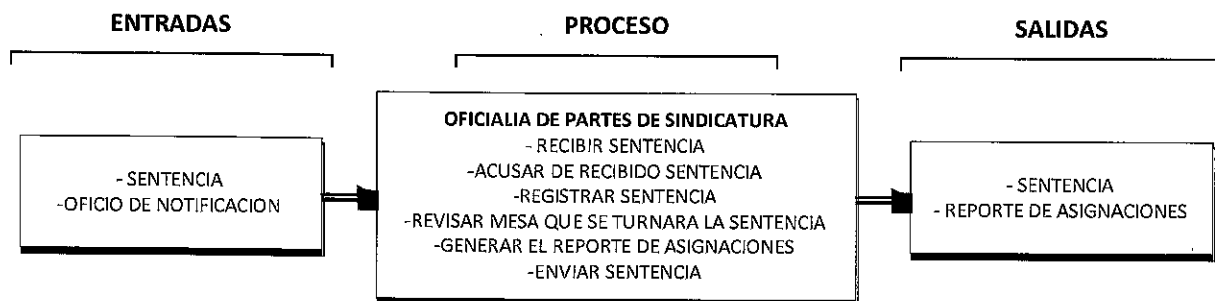 ENTRADAS
- SENTENCIA
-OFICIO DE NOTIFICACION
PROCESO
OFICIALIA DE PARTES DE SINDICATURA
- RECIBIR SENTENCIA
-ACUSAR DE RECIBIDO SENTENCIA
-REGISTRAR SENTENCIA
-REVISAR MESA QUE SE TURNARA LA SENTENCIA
-GENERAR EL REPORTE DE ASIGNACIONES
-ENVIAR SENTENCIA
SALIDAS
- SENTENCIA
- REPORTE DE ASIGNACIONES